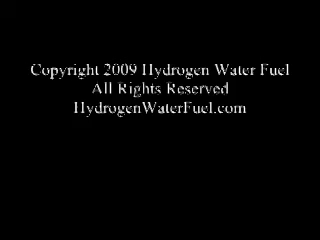 Copyright 2009 Hydrogen Water Fuel
All Rights Reserved
HydrogenWaterFuel.com